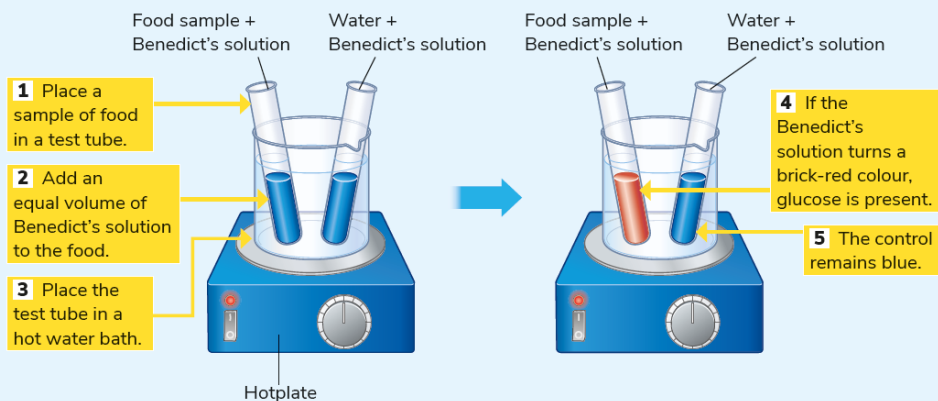 Food sample +
Benedict’s solution
Water +
Benedict’s solution
1 Place a
sample of food
in a test tube.
2 Add an
equal volume of
Benedict’s solution
to the food.
3 Place the
test tube in a
hot water bath.
Hotplate
Food sample +
Benedict’s solution
Water +
Benedict’s solution
4 If the
Benedict’s
solution turns a
brick-red colour,
glucose is present.
5 The control
remains blue.